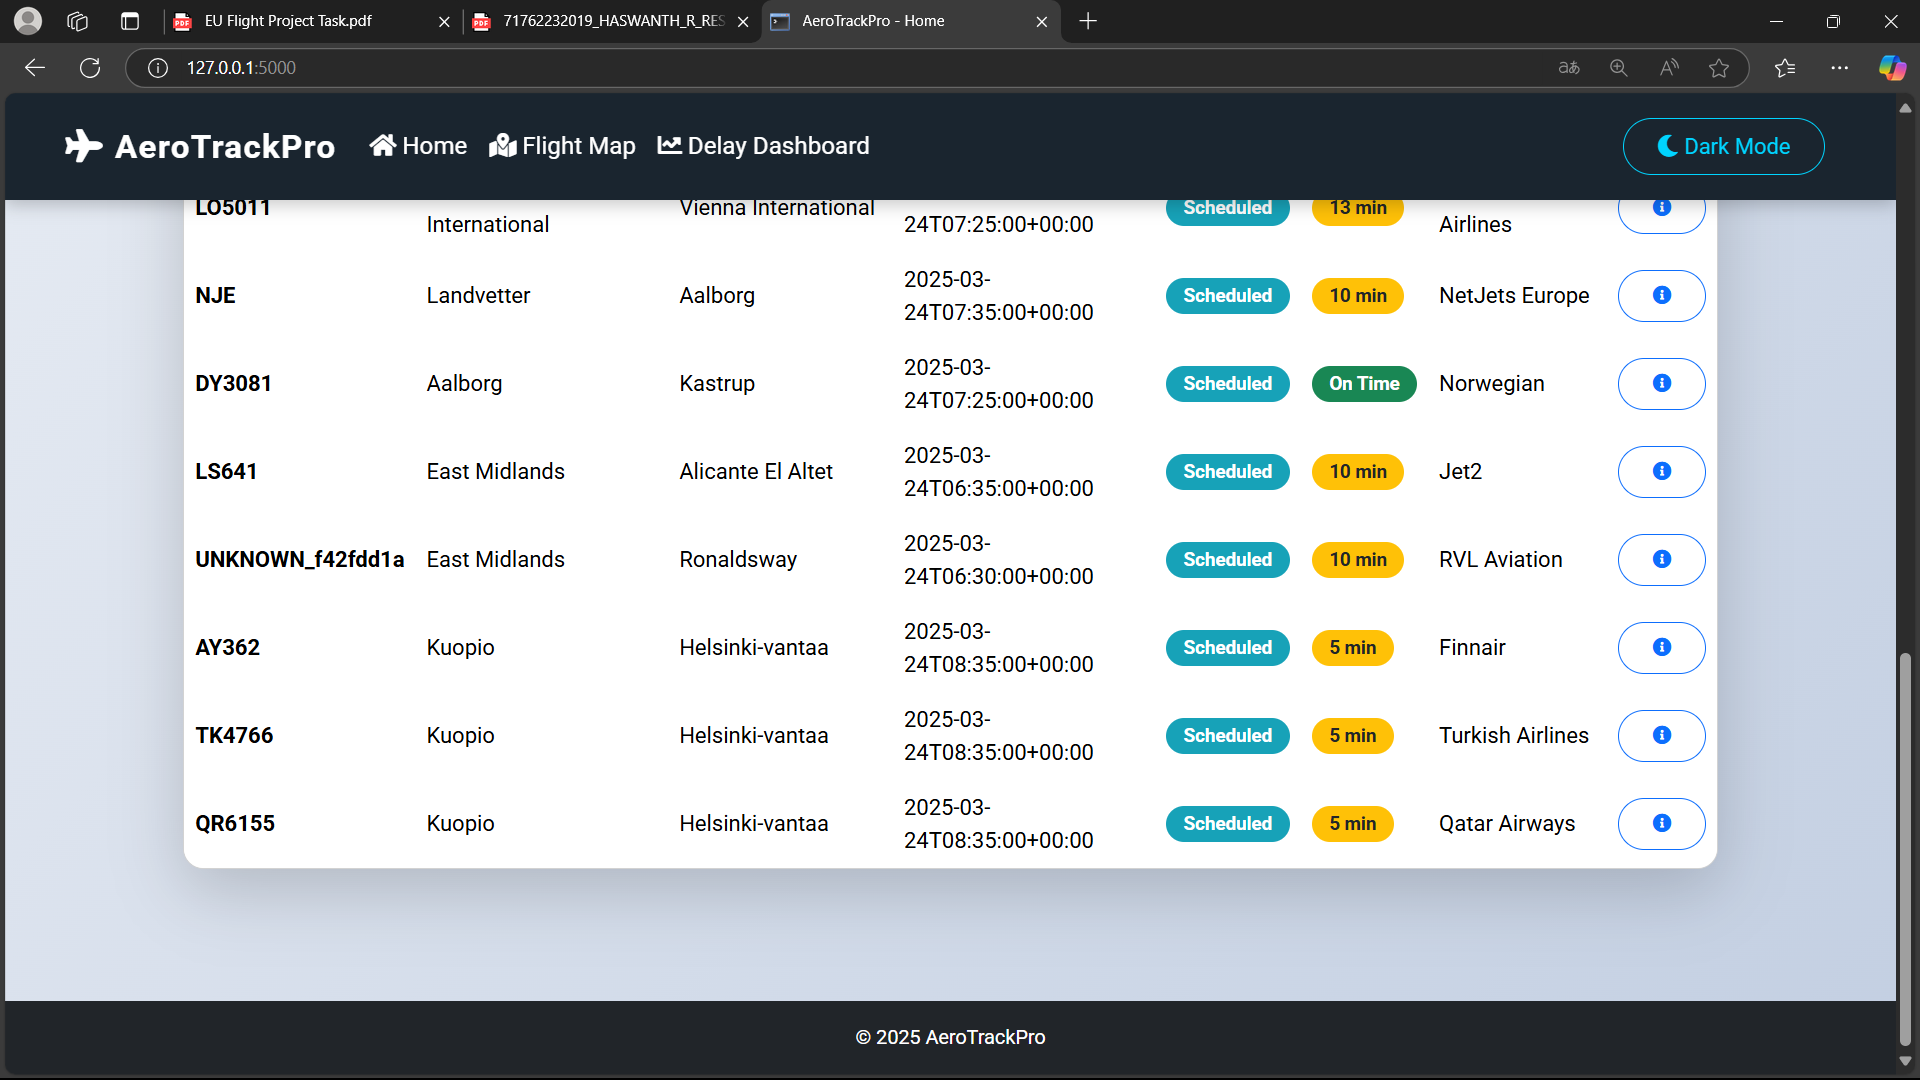 EU Flight Project Task.pdf
71762232019_HASWANTH_R_RES
AeroTrackPro - Home
127.0.0.1:5000
AeroTrackPro Home Flight Map Delay Dashboard Dark Mode
LO5011 International Vienna International 24T07:25:00+00:00 Scheduled 13 min Airlines
NJE Landvetter Aalborg 2025-03-
24T07:35:00+00:00 Scheduled 10 min NetJets Europe
DY3081 Aalborg Kastrup 2025-03-
24T07:25:00+00:00 Scheduled On Time Norwegian
LS641 East Midlands Alicante El Altet 2025-03-
24T06:35:00+00:00 Scheduled 10 min Jet2
UNKNOWN_f42fdd1a East Midlands Ronaldsway 2025-03-
24T06:30:00+00:00 Scheduled 10 min RVL Aviation
AY362 Kuopio Helsinki-vantaa 2025-03-
24T08:35:00+00:00 Scheduled 5 min Finnair
TK4766 Kuopio Helsinki-vantaa 2025-03-
24T08:35:00+00:00 Scheduled 5 min Turkish Airlines
QR6155 Kuopio Helsinki-vantaa 2025-03-
24T08:35:00+00:00 Scheduled 5 min Qatar Airways
© 2025 AeroTrackPro